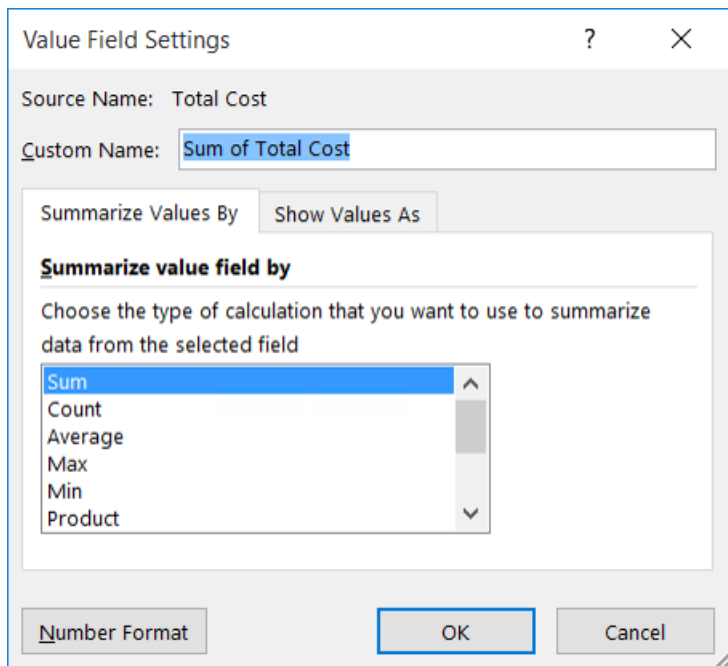 Value Field Settings ?
Source Name: Total Cost
Custom Name: Sum of Total Cost
Summarize Values By Show Values As
Summarize value field by
Choose the type of calculation that you want to use to summarize
data from the selected field
Sum
Count
Average
Max
Min
Product
Number Format OK Cancel